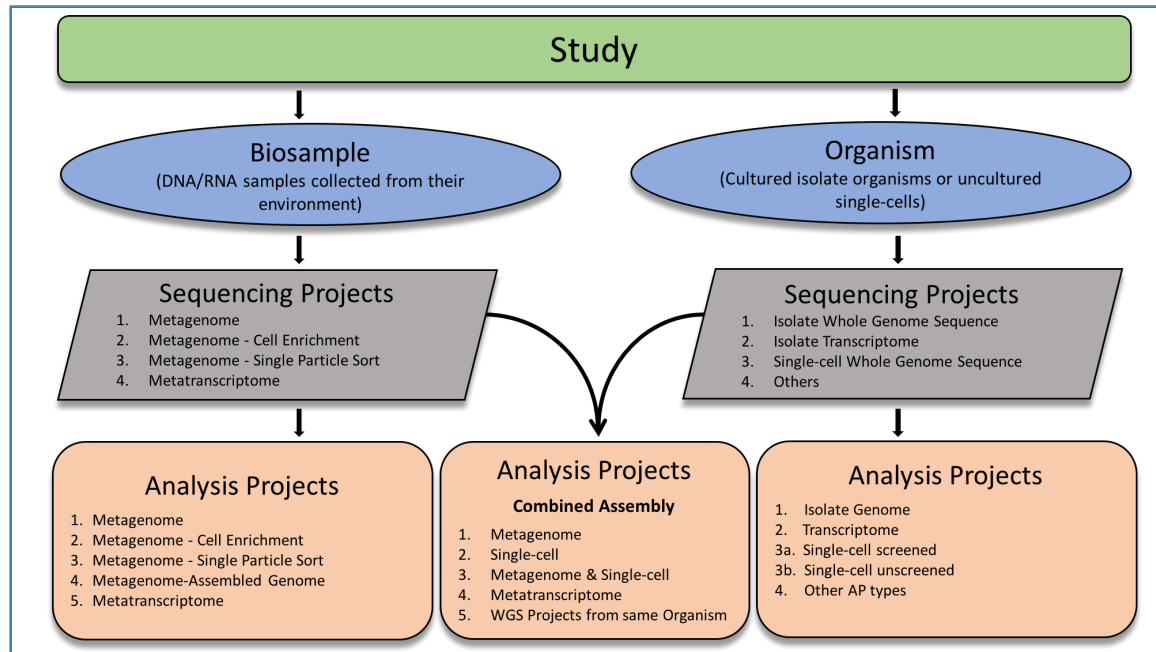 Study
Biosample
(DNA/RNA samples collected from their
environment)
Organism
(Cultured isolate organisms or uncultured
single-cells)
Sequencing Projects
1. Metagenome
2. Metagenome - Cell Enrichment
3. Metagenome - Single Particle Sort
4. Metatranscriptome
Sequencing Projects
1. Isolate Whole Genome Sequence
2. Isolate Transcriptome
3. Single-cell Whole Genome Sequence
4. Others
Analysis Projects
1. Metagenome
2. Metagenome - Cell Enrichment
3. Metagenome - Single Particle Sort
4. Metagenome-Assembled Genome
5. Metatranscriptome
Analysis Projects
Combined Assembly
1. Metagenome
2. Single-cell
3. Metagenome & Single-cell
4. Metatranscriptome
5. WGS Projects from same Organism
Analysis Projects
1. Isolate Genome
2. Transcriptome
3a. Single-cell screened
3b. Single-cell unscreened
4. Other AP types